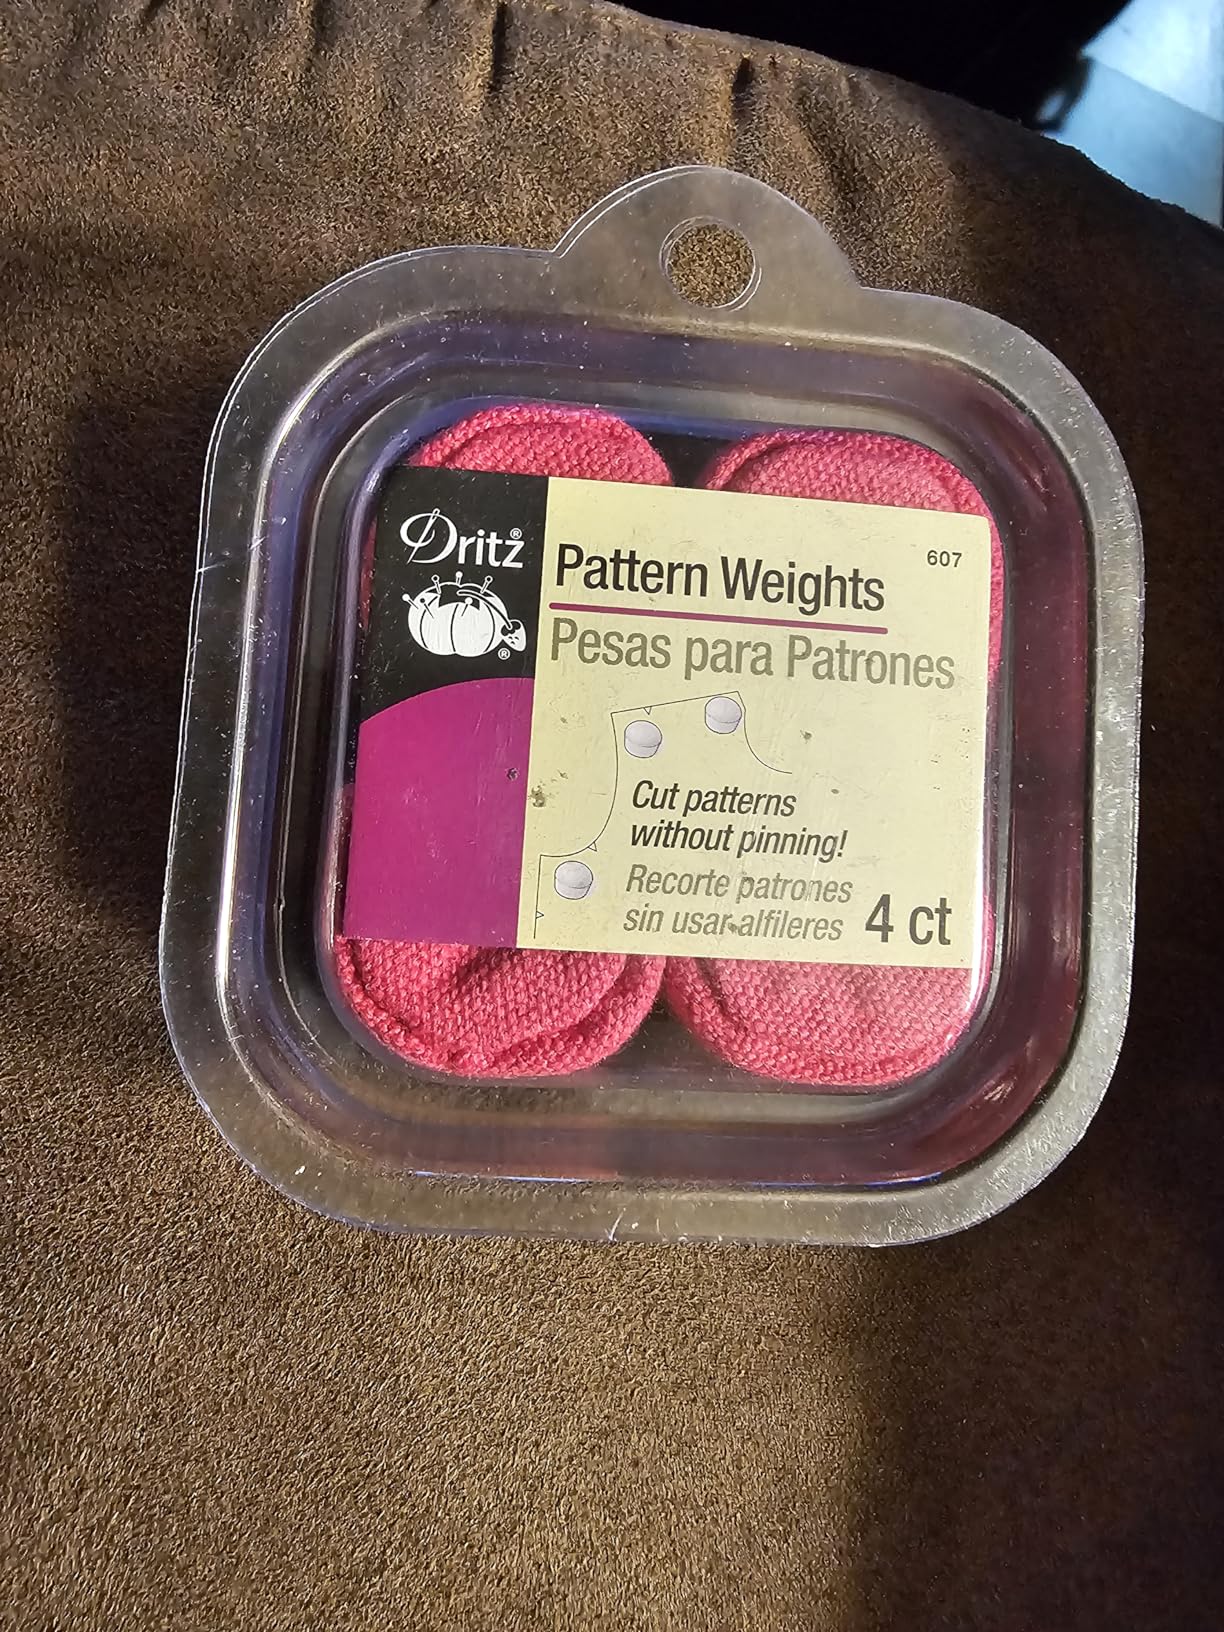 Dritz®
®
607
Pattern Weights
Pesas para Patrones
Cut patterns
without pinning!
Recorte patrones
sin usar alfileres
4 ct